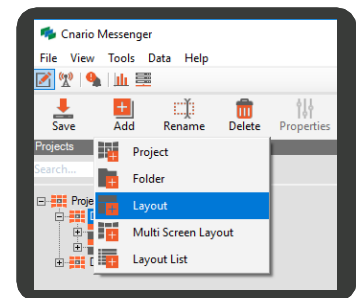 Cnario Messenger
File View Tools Data Help
Save Add Rename Delete Properties
Projects
Search...
Project
Folder
Layout
Multi Screen Layout
Layout List